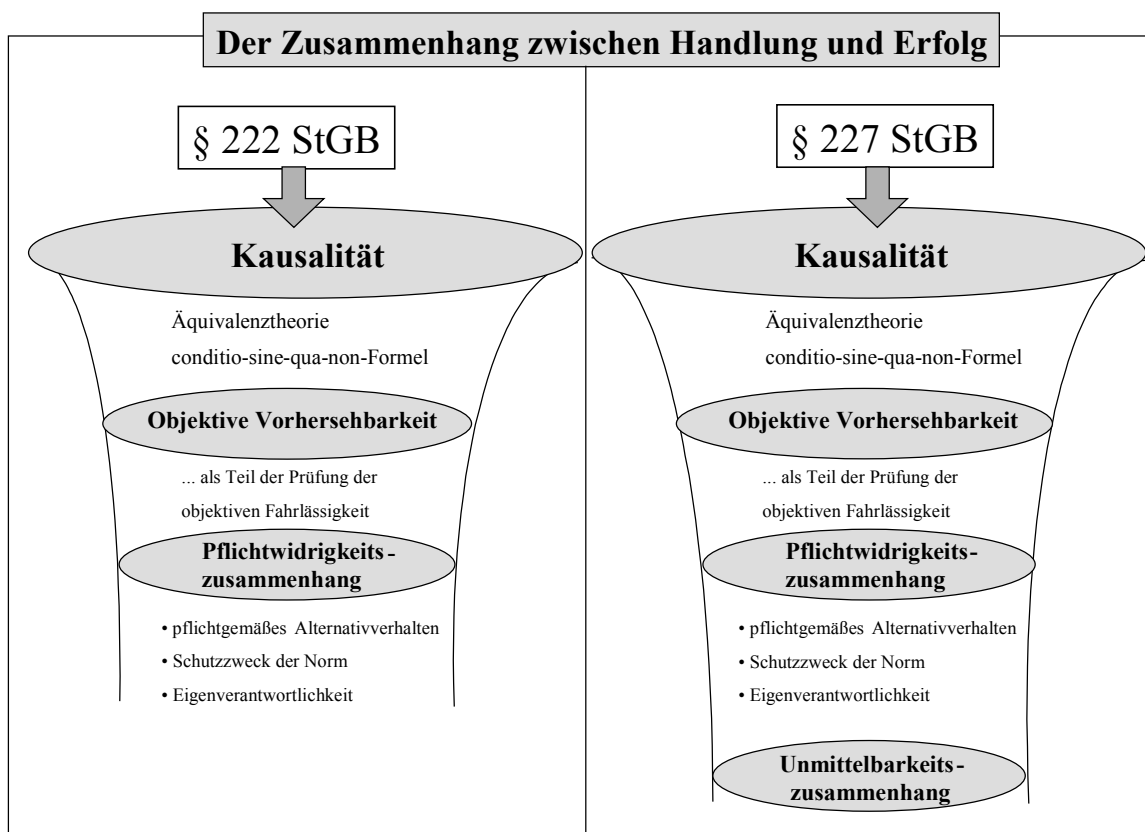 Der Zusammenhang zwischen Handlung und Erfolg
§ 222 StGB
Kausalität
Äquivalenztheorie
conditio-sine-qua-non-Formel
Objektive Vorhersehbarkeit
... als Teil der Prüfung der
objektiven Fahrlässigkeit
Pflichtwidrigkeits-
zusammenhang
• pflichtgemäßes Alternativverhalten
• Schutzzweck der Norm
• Eigenverantwortlichkeit
§ 227 StGB
Kausalität
Äquivalenztheorie
conditio-sine-qua-non-Formel
Objektive Vorhersehbarkeit
... als Teil der Prüfung der
objektiven Fahrlässigkeit
Pflichtwidrigkeits-
zusammenhang
• pflichtgemäßes Alternativverhalten
• Schutzzweck der Norm
• Eigenverantwortlichkeit
Unmittelbarkeits-
zusammenhang